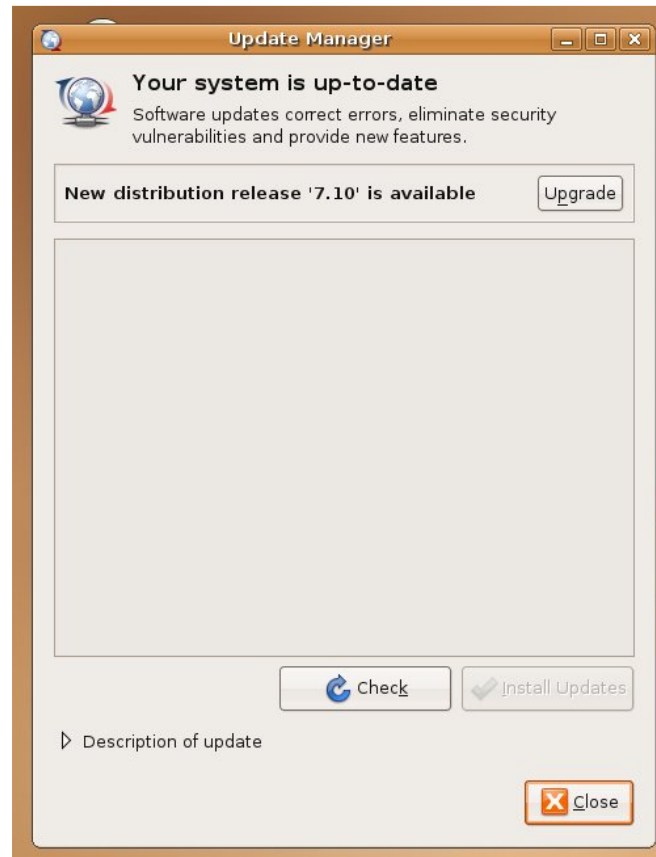 Update Manager
Your system is up-to-date
Software updates correct errors, eliminate security
vulnerabilities and provide new features.
New distribution release '7.10' is available
Upgrade
Check
Install Updates
Description of update
Close